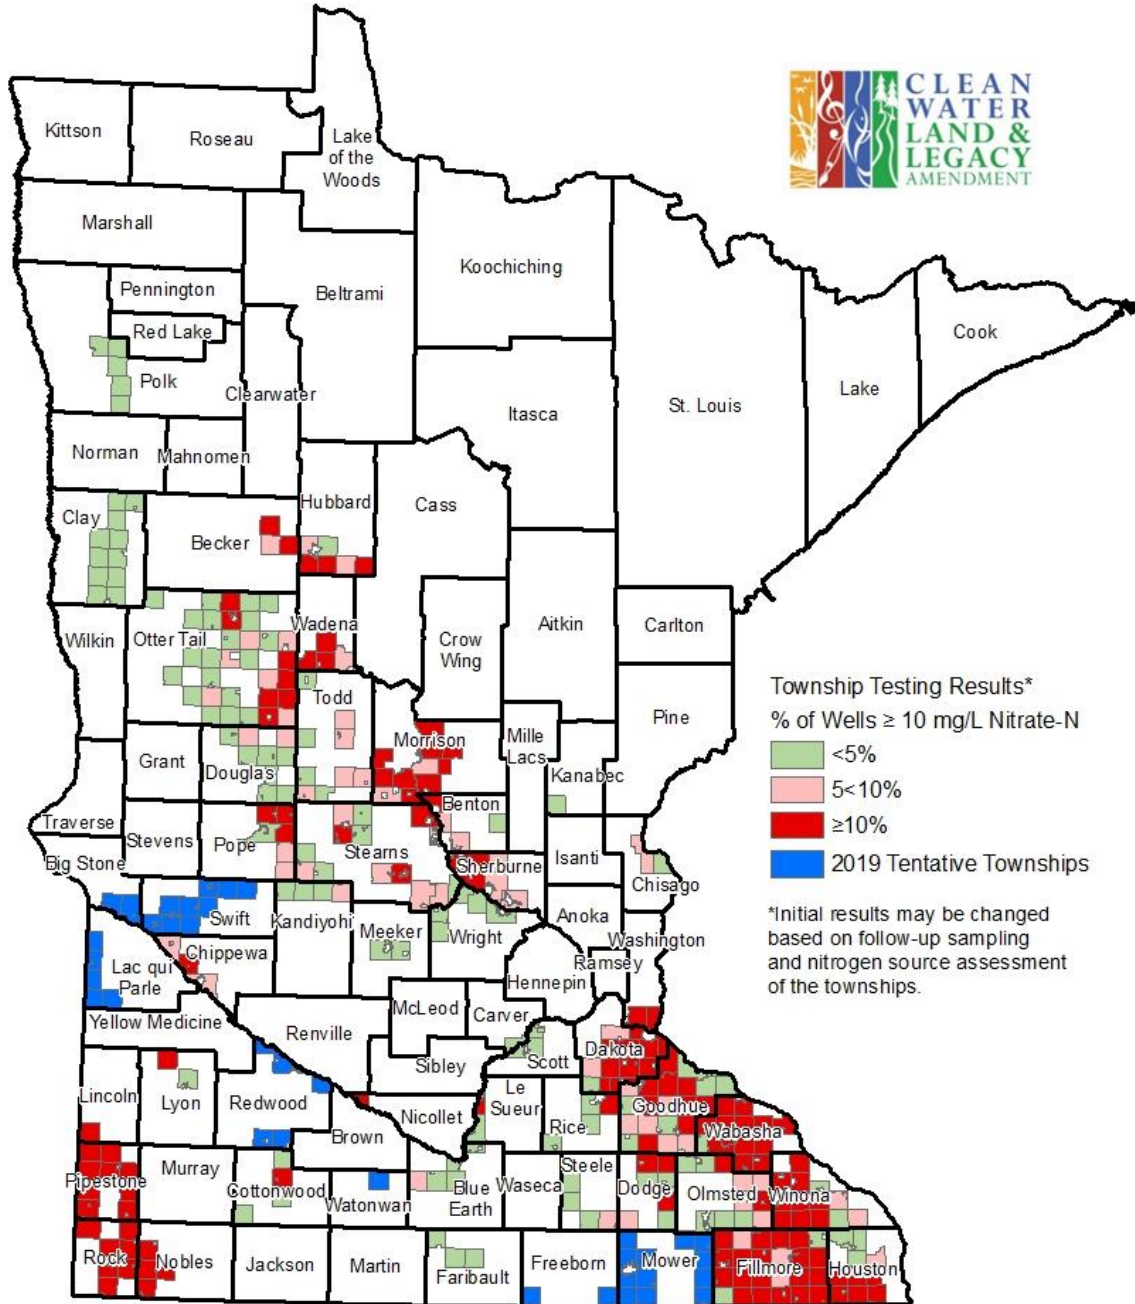 CLEAN
WATER
LAND &
LEGACY
AMENDMENT
Kittson
Roseau
Lake
of the
Woods
Marshall
Koochiching
Pennington
Beltrami
Red Lake
Cook
Polk
Clearwater
Lake
St. Louis
Itasca
Norman
Mahnomen
Hubbard
Cass
Clay
Becker
Wilkin
Otter Tail
Wadena
Crow
Wing
Aitkin
Carlton
Todd
Pine
Morrison
Mille
Lacs
Grant
Douglas
Kanabec
Benton
Traverse
Stevens
Pope
Stearns
Sherburne
Isanti
Big Stone
Chisago
Swift
Kandiyohi
Meeker
Wright
Anoka
Washington
Chippewa
Lac qui
Parle
Ramsey
Hennepin
McLeod
Carver
Yellow Medicine
Renville
Scott
Dakota
Sibley
Lincoln
Lyon
Redwood
Nicollet
Le
Sueur
Rice
Goodhue
Wabasha
Brown
Murray
Pipestone
Cottonwood
Watonwan
Blue
Earth
Waseca
Steele
Dodge
Olmsted
Winona
Rock
Nobles
Jackson
Martin
Faribault
Freeborn
Mower
Fillmore
Houston
Township Testing Results*
% of Wells ≥ 10 mg/L Nitrate-N
<5%
5<10%
≥10%
2019 Tentative Townships
*Initial results may be changed
based on follow-up sampling
and nitrogen source assessment
of the townships.